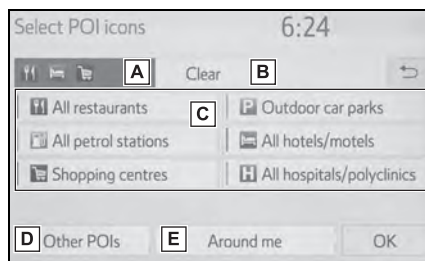 Select POI icons 6:24
A Clear B
All restaurants C P Outdoor car parks
All petrol stations All hotels/motels
Shopping centres H All hospitals/polyclinics
D Other POIs E Around me OK